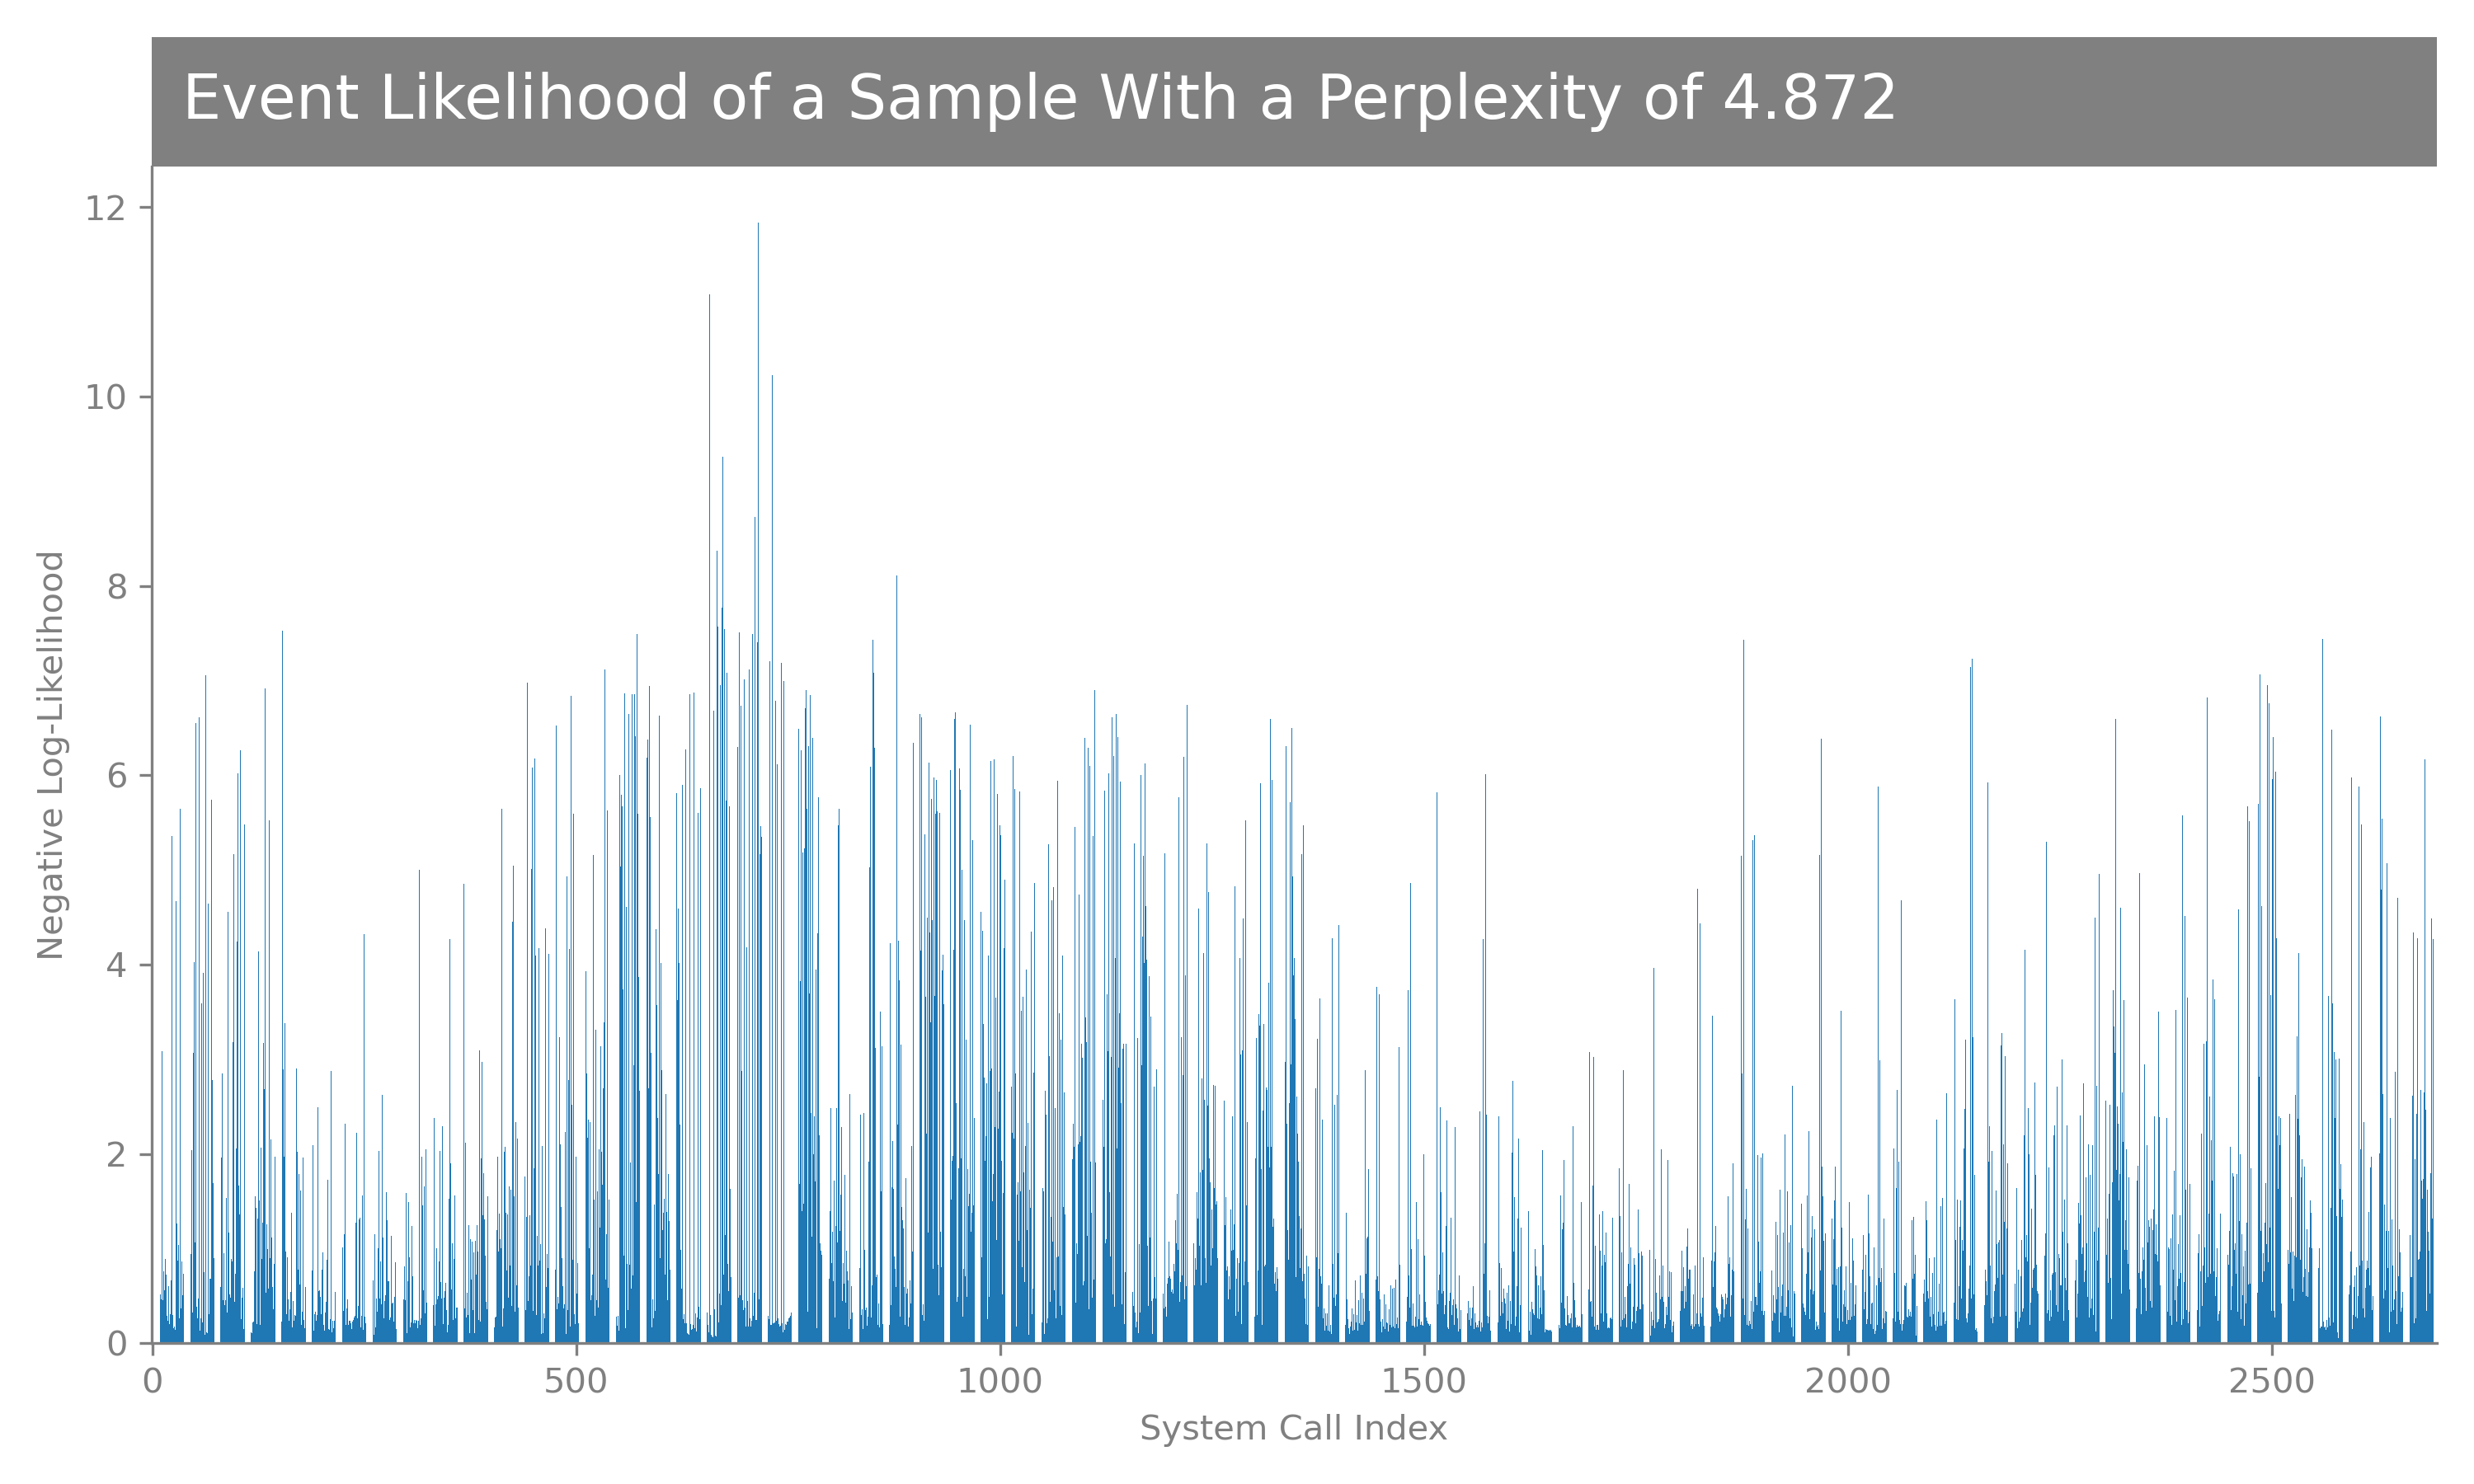 Event Likelihood of a Sample With a Perplexity of 4.872
12
10
8
6
4
2
0
Negative Log-Likelihood
0 500 1000 1500 2000 2500
System Call Index